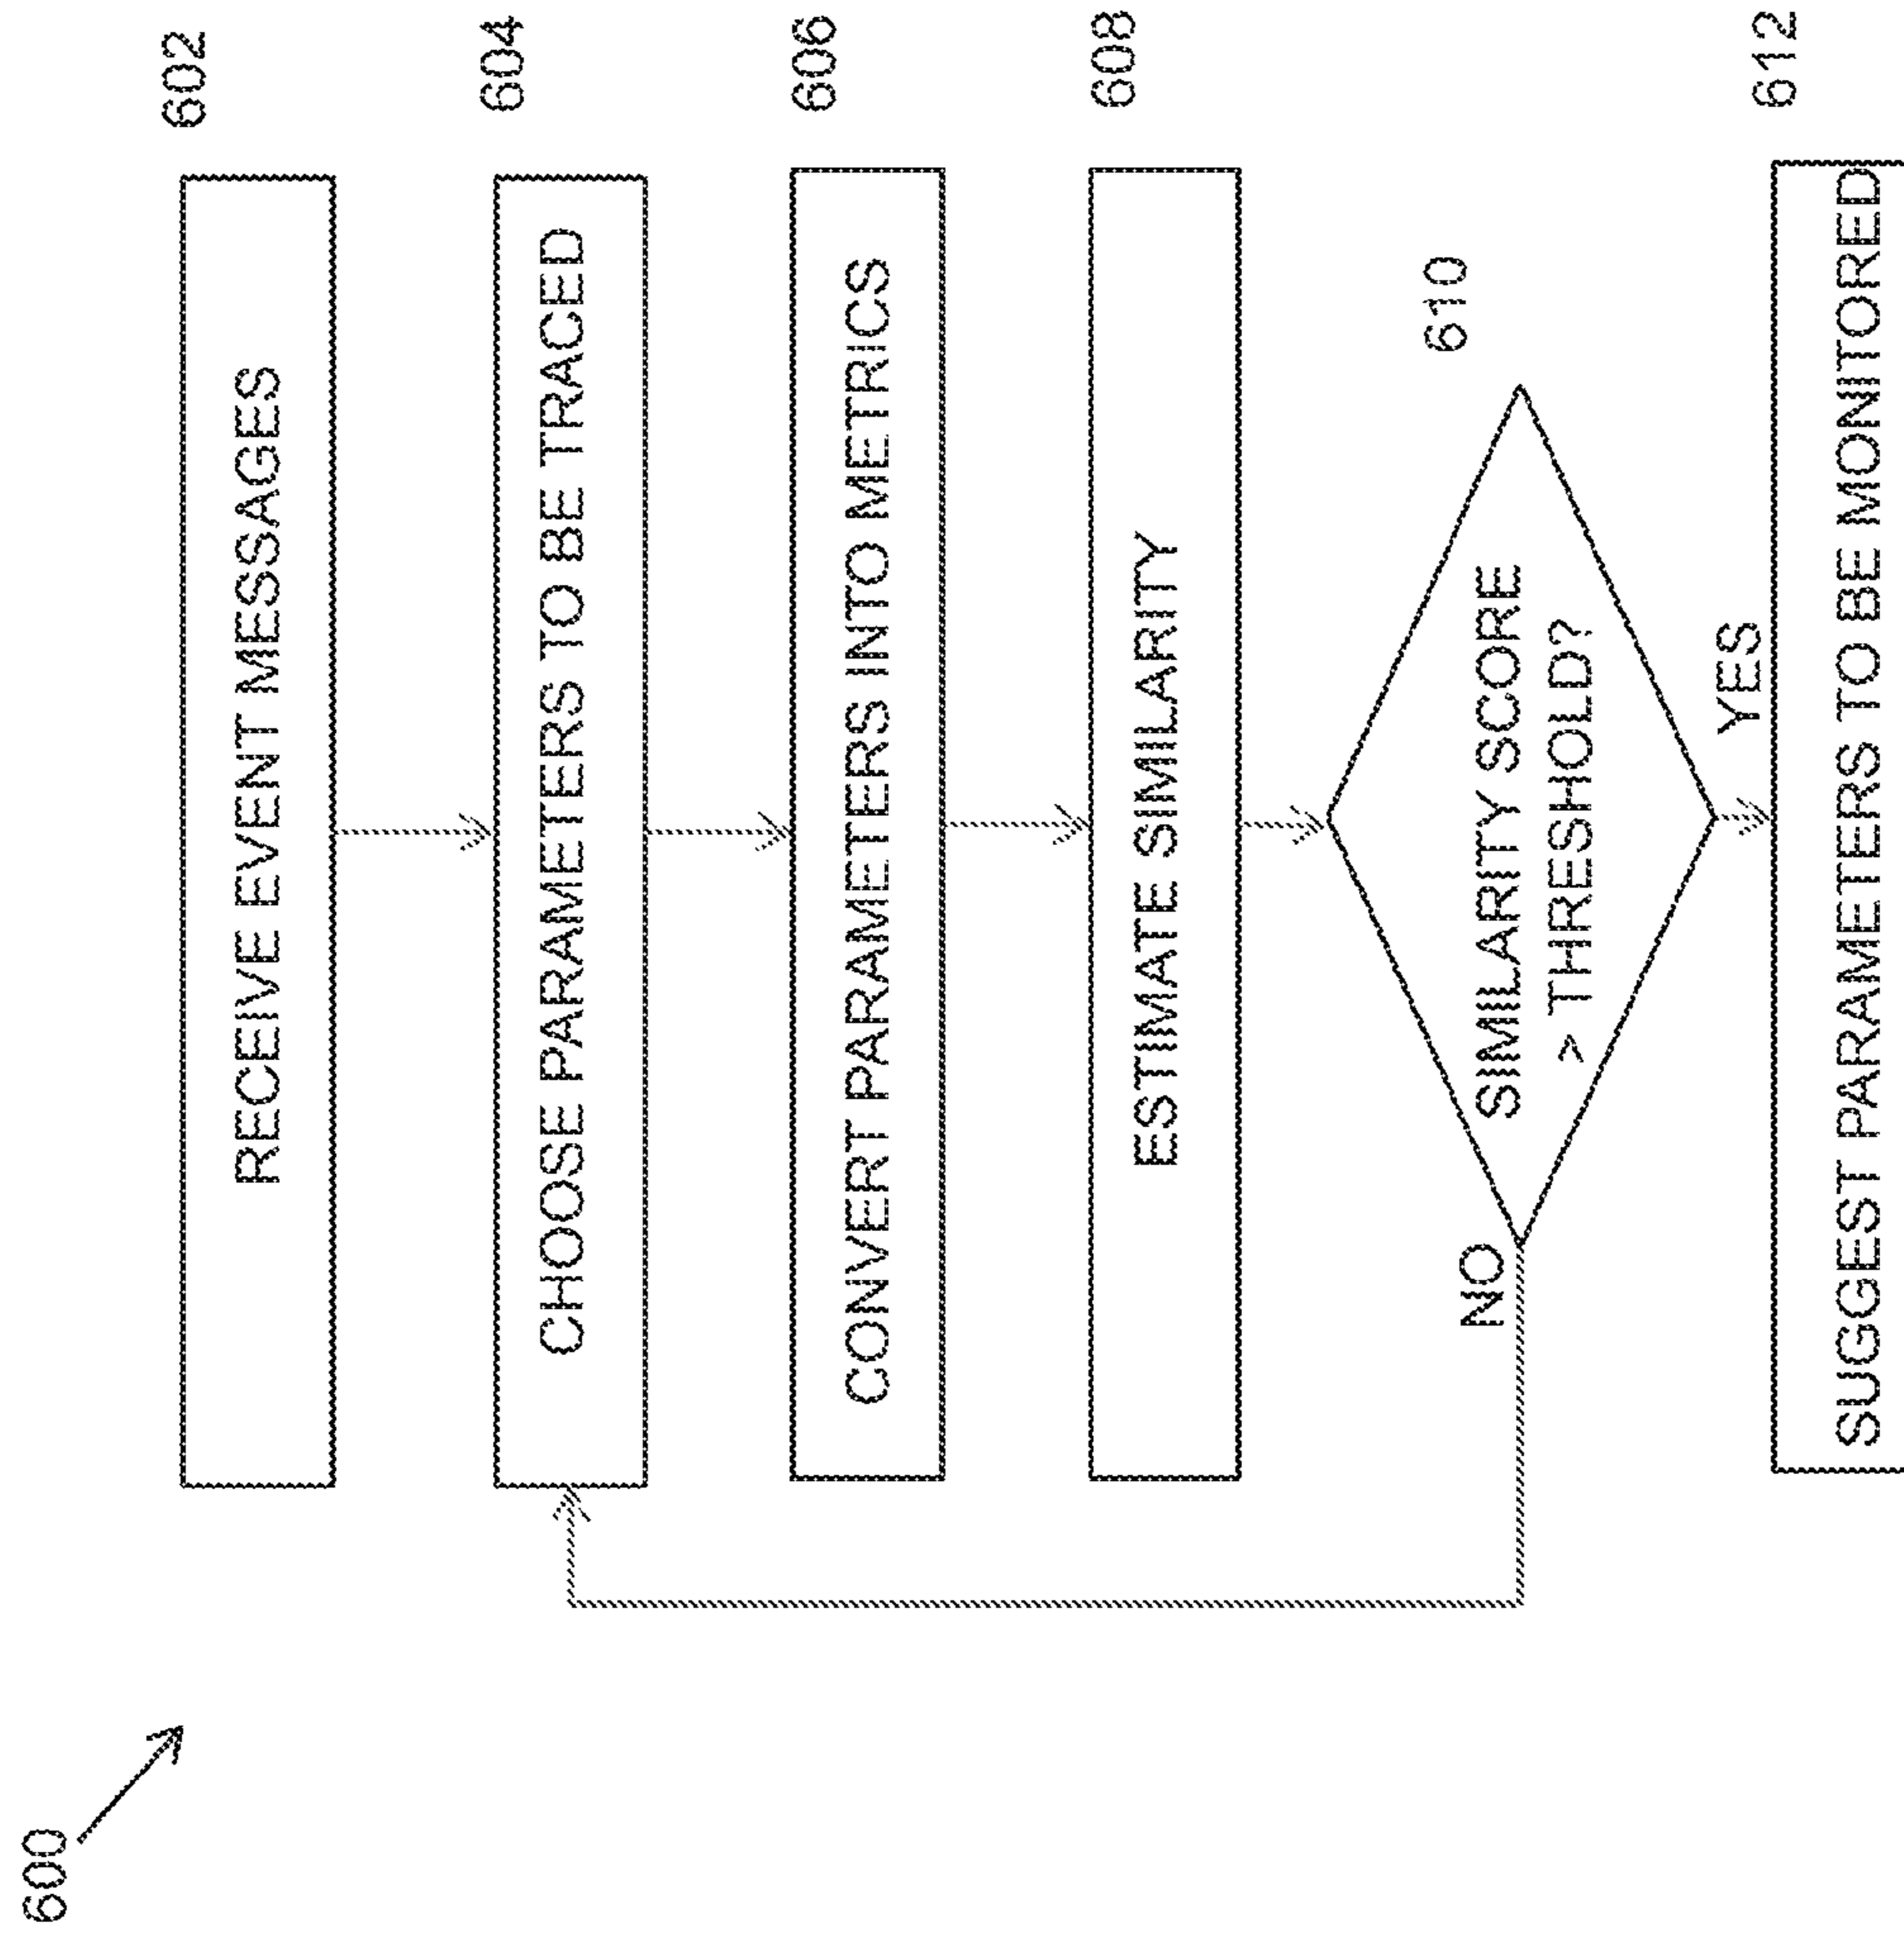 600
RECEIVE EVENT MESSAGES
602
CHOOSE PARAMETERS TO BE TRACED
604
CONVERT PARAMETERS INTO METRICS
606
ESTIMATE SIMILARITY
608
610
SIMILARITY SCORE
> THRESHOLD?
NO
YES
SUGGEST PARAMETERS TO BE MONITORED
612